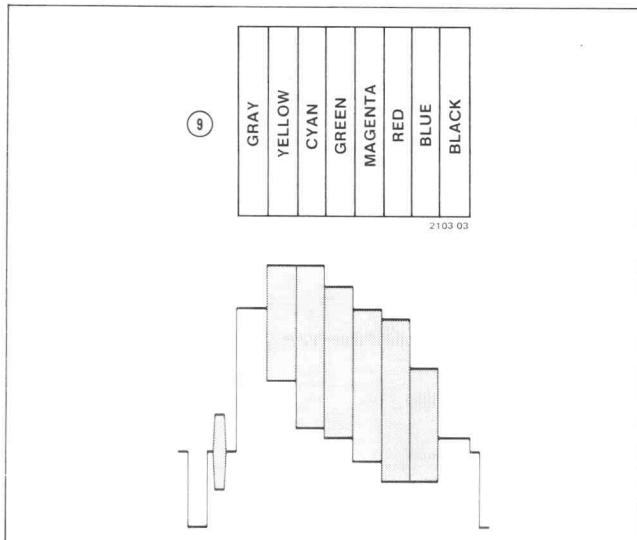 9
GRAY
YELLOW
CYAN
GREEN
MAGENTA
RED
BLUE
BLACK
2103 03